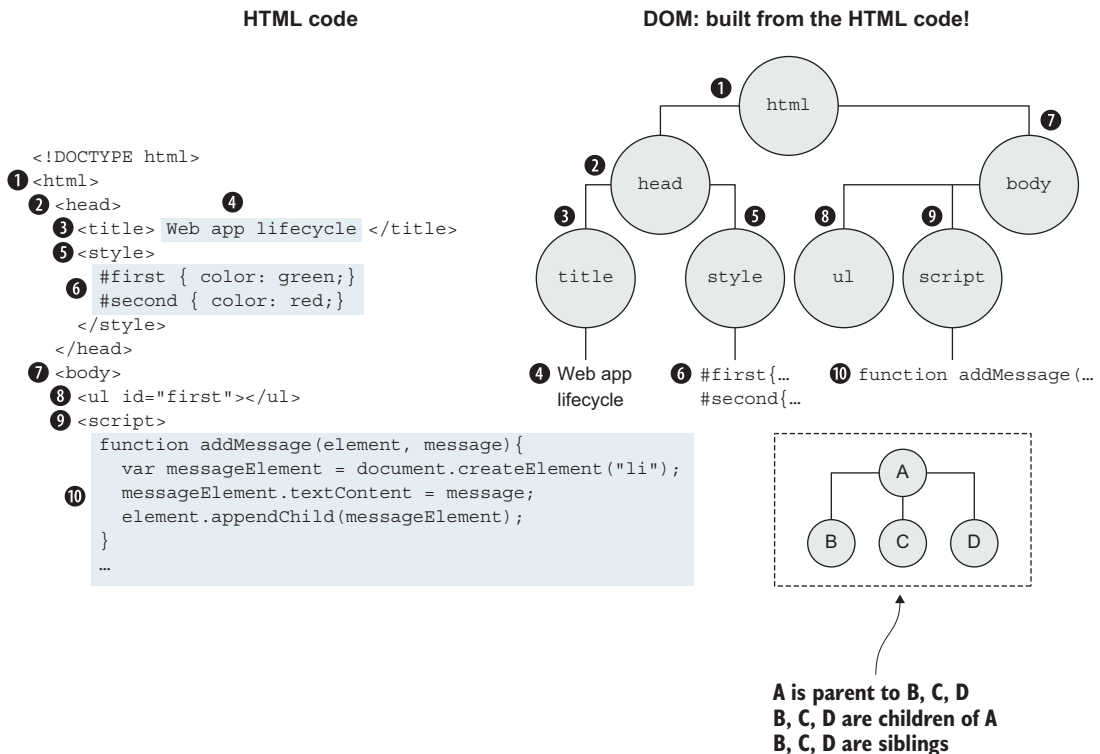 HTML code
<!DOCTYPE html>
1 <html>
2 <head>
4
3 <title> Web app lifecycle </title>
5 <style>
6
#first { color: green;}
#second { color: red;}
</style>
</head>
7 <body>
8 <ul id="first"></ul>
9 <script>
10
function addMessage(element, message){
var messageElement = document.createElement("li");
messageElement.textContent = message;
element.appendChild(messageElement);
}
…
DOM: built from the HTML code!
1
html
7
2
head
body
3
5
8
9
title
style
ul
script
4 Web app
lifecycle
6 #first{…
#second{…
10 function addMessage(…
A
B
C
D
A is parent to B, C, D
B, C, D are children of A
B, C, D are siblings